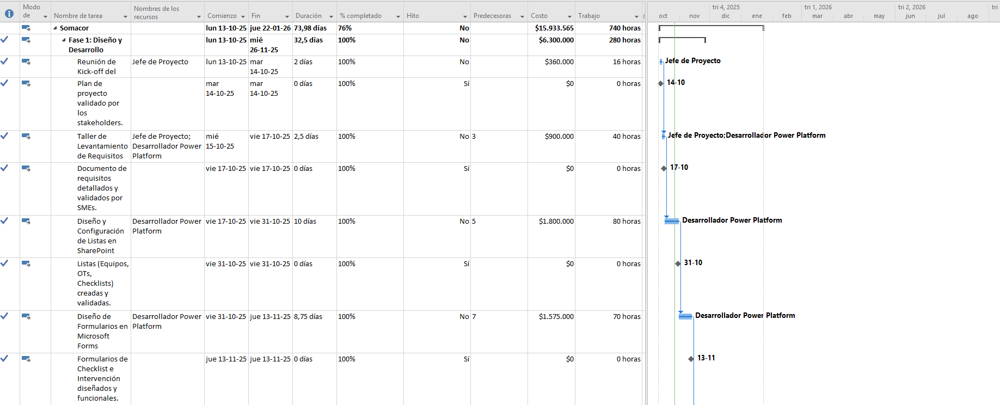 Modo de
Nombre de tarea
Nombres de los recursos
Comienzo
Fin
Duración
% completado
Hito
Predecesoras
Costo
Trabajo
tri 4, 2025
tri 1, 2026
tri 2, 2026
tri
oct nov dic ene feb mar abr may jun jul ago
Somacor lun 13-10-25 jue 22-01-26 73,98 días 76% No $15.933.565 740 horas
Fase 1: Diseño y lun 13-10-25 mié 32,5 días 100% No $6.300.000 280 horas
Desarrollo 26-11-25
Reunión de Jefe de Proyecto lun 13-10-25 mar 2 días 100% No $360.000 16 horas Jefe de Proyecto
Kick-off del 14-10-25
Plan de mar mar 0 días 100% Sí $0 0 horas 14-10
proyecto 14-10-25 14-10-25
validado por
los
stakeholders.
Taller de Jefe de Proyecto; mié vie 17-10-25 2,5 días 100% No 3 $900.000 40 horas Jefe de Proyecto;Desarrollador Power Platform
Levantamiento Desarrollador Power 15-10-25
de Requisitos Platform
Documento de vie 17-10-25 vie 17-10-25 0 días 100% Sí $0 0 horas 17-10
requisitos
detallados y
validados por
SMEs.
Diseño y Desarrollador Power vie 17-10-25 vie 31-10-25 10 días 100% No 5 $1.800.000 80 horas Desarrollador Power Platform
Configuración Platform
de Listas en
SharePoint
Listas (Equipos, vie 31-10-25 vie 31-10-25 0 días 100% Sí $0 0 horas 31-10
OTs,
Checklists)
creadas y
validadas.
Diseño de Desarrollador Power vie 31-10-25 jue 13-11-25 8,75 días 100% No 7 $1.575.000 70 horas Desarrollador Power Platform
Formularios en Platform
Microsoft
Forms
Formularios de jue 13-11-25 jue 13-11-25 0 días 100% Sí $0 0 horas 13-11
Checklist e
Intervención
diseñados y
funcionales.